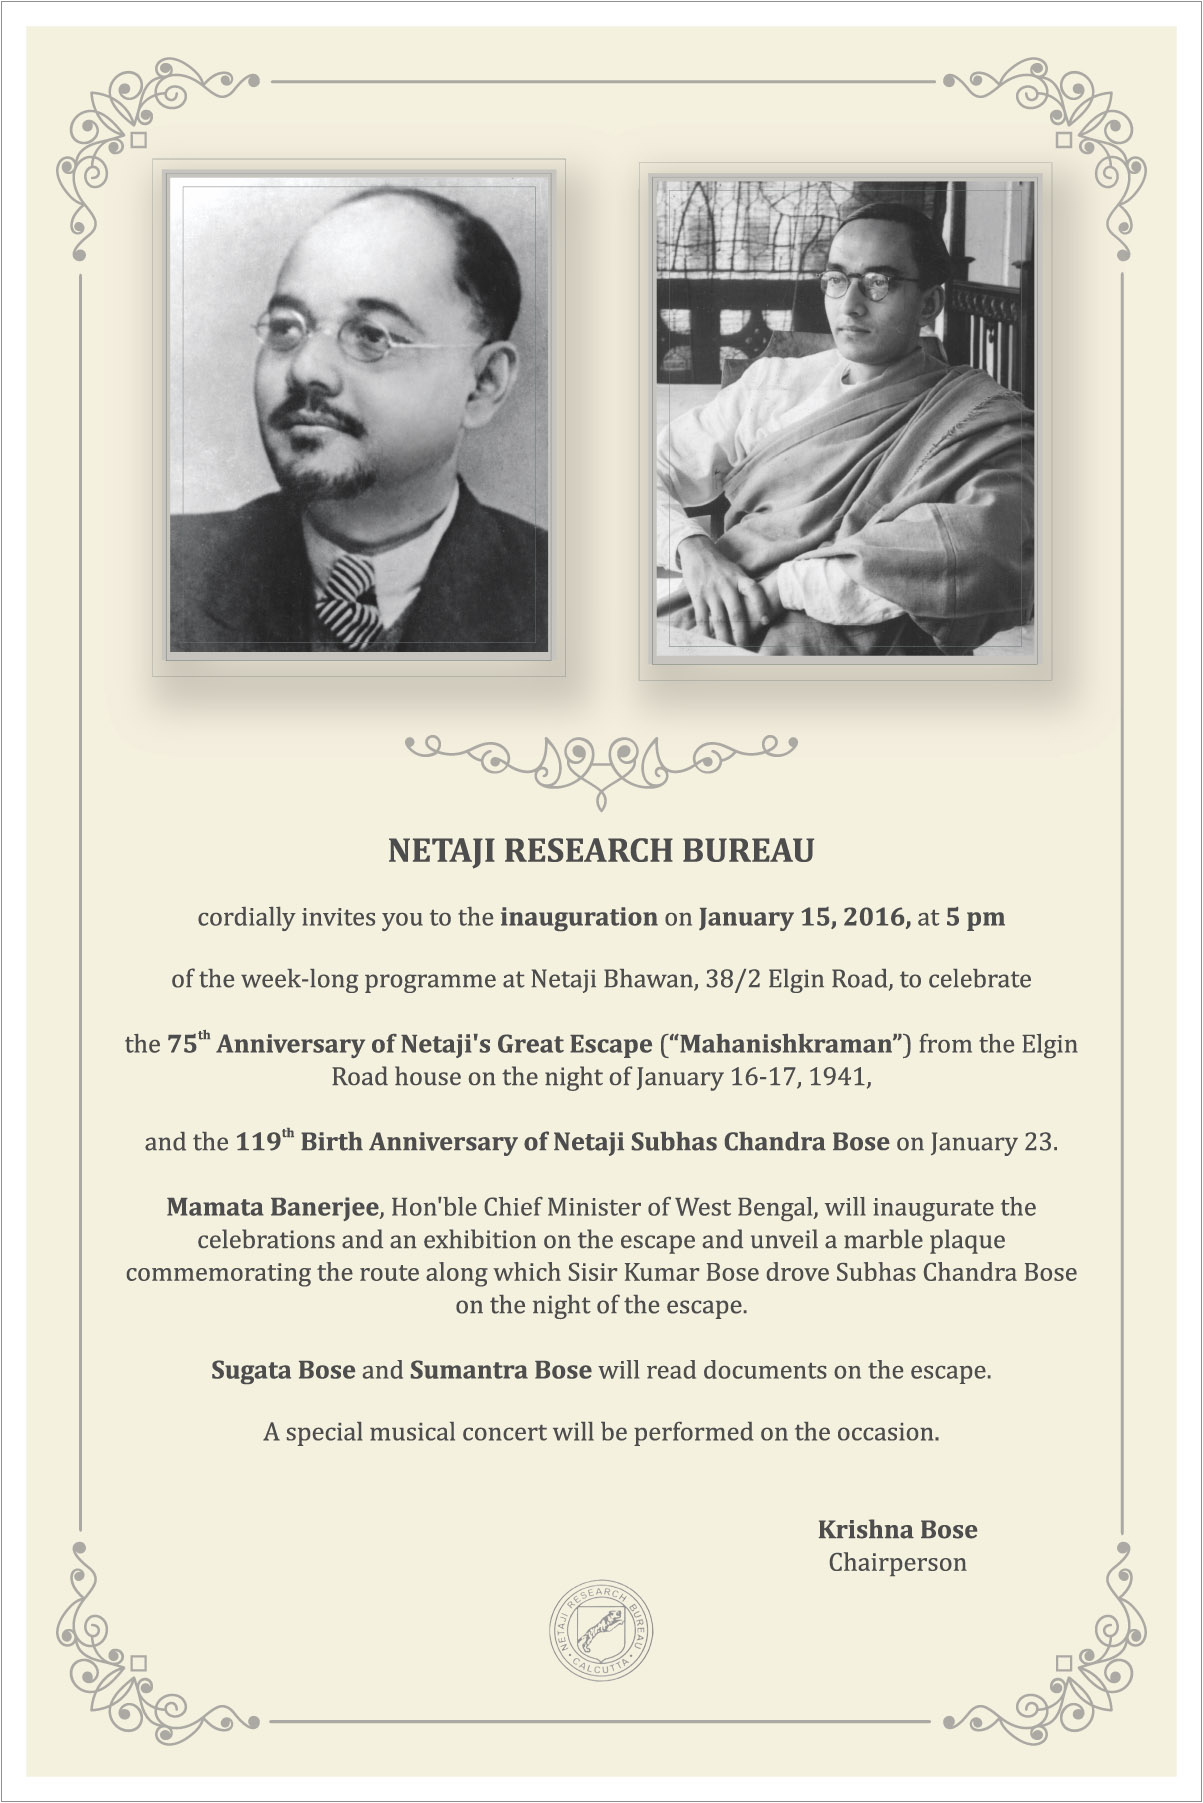 NETAJI RESEARCH BUREAU
cordially invites you to the inauguration on January 15, 2016, at 5 pm
of the week-long programme at Netaji Bhawan, 38/2 Elgin Road, to celebrate
the 75th Anniversary of Netaji's Great Escape (“Mahanishkraman”) from the Elgin
Road house on the night of January 16-17, 1941,
and the 119th Birth Anniversary of Netaji Subhas Chandra Bose on January 23.
Mamata Banerjee, Hon'ble Chief Minister of West Bengal, will inaugurate the
celebrations and an exhibition on the escape and unveil a marble plaque
commemorating the route along which Sisir Kumar Bose drove Subhas Chandra Bose
on the night of the escape.
Sugata Bose and Sumantra Bose will read documents on the escape.
A special musical concert will be performed on the occasion.
Krishna Bose
Chairperson
NETAJI RESEARCH BUREAU
• CALCUTTA •